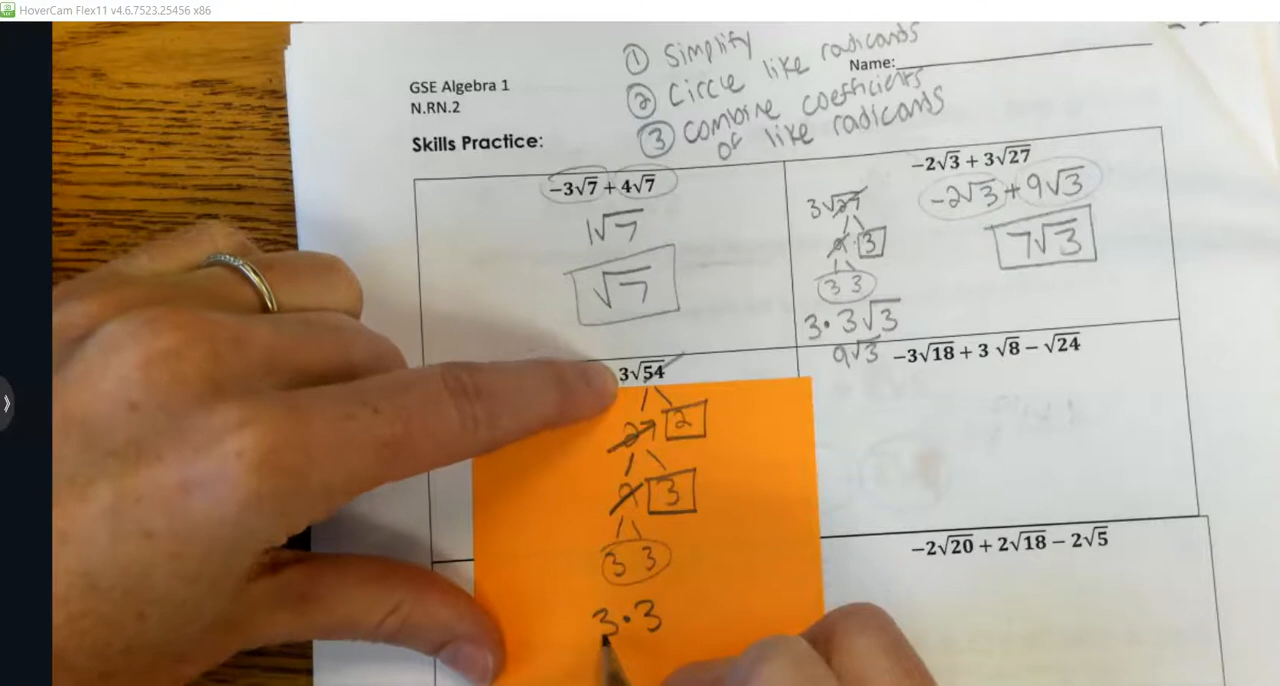 HoverCam Flex11 v4.6.7523.25456 x86
① Simplify
② Circle like radicands
③ Combine coefficients
of like radicands
GSE Algebra 1
N.RN.2
Name:
Skills Practice:
−3√7 + 4√7
1√7
√7
−2√3 + 3√27
3√27
9 3
3 3
3·3√3
9√3
−2√3 + 9√3
7√3
3√54
27 2
9 3
3 3
3·3
−3√18 + 3 √8 − √24
−2√20 + 2√18 − 2√5